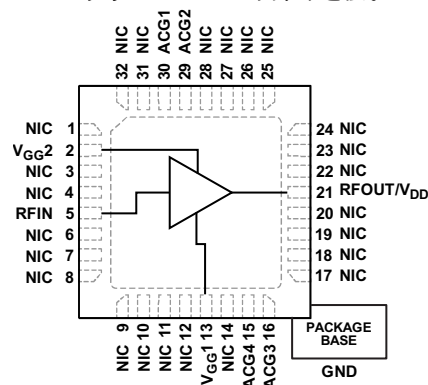 32 NIC
31 NIC
30 ACG1
29 ACG2
28 NIC
27 NIC
26 NIC
25 NIC
NIC 1
VGG2 2
NIC 3
NIC 4
RFIN 5
NIC 6
NIC 7
NIC 8
24 NIC
23 NIC
22 NIC
21 RFOUT/VDD
20 NIC
19 NIC
18 NIC
17 NIC
NIC 9
NIC 10
NIC 11
NIC 12
VGG1 13
NIC 14
ACG4 15
ACG3 16
PACKAGE
BASE
GND